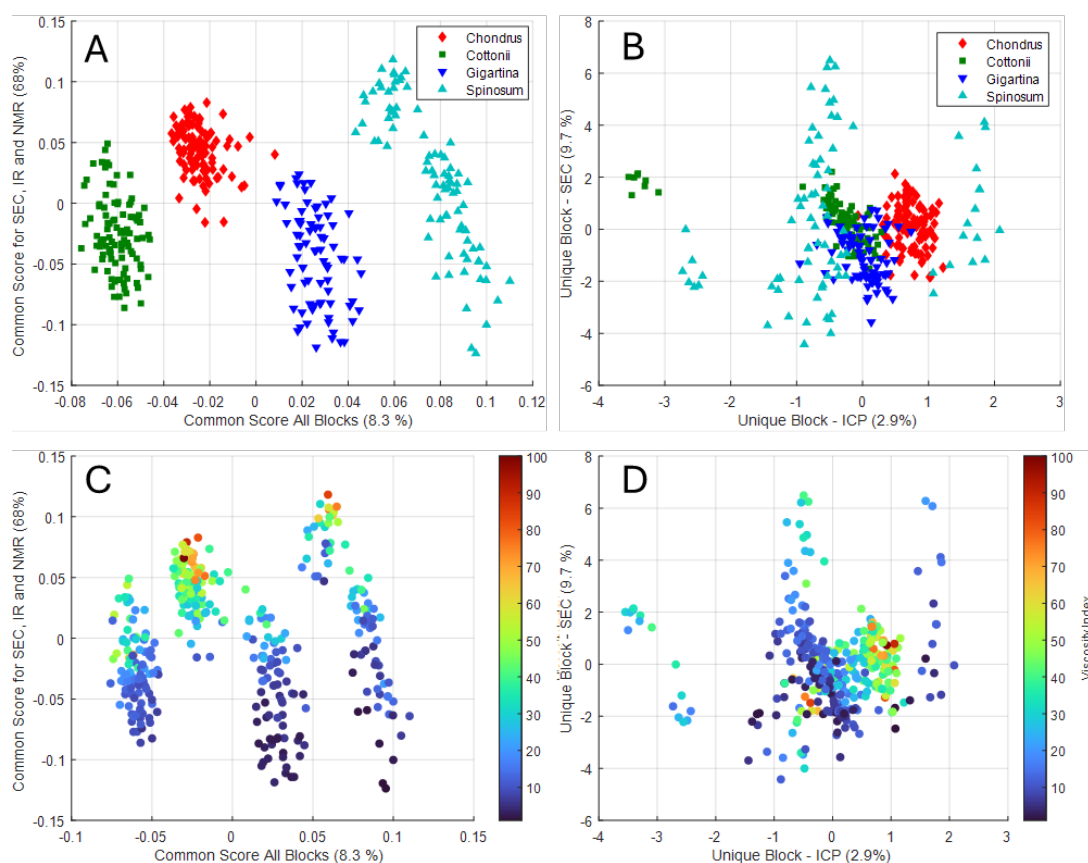 A
0.15
0.1
0.05
0
-0.05
-0.1
-0.15
Common Score for SEC, IR and NMR (68%)
-0.08 -0.06 -0.04 -0.02 0 0.02 0.04 0.06 0.08 0.1 0.12
Common Score All Blocks (8.3 %)
Chondrus
Cottonii
Gigartina
Spinosum
B
8
6
4
2
0
-2
-4
-6
Unique Block - SEC (9.7 %)
-4 -3 -2 -1 0 1 2 3
Unique Block - ICP (2.9%)
Chondrus
Cottonii
Gigartina
Spinosum
C
0.15
0.1
0.05
0
-0.05
-0.1
-0.15
Common Score for SEC, IR and NMR (68%)
-0.1 -0.05 0 0.05 0.1 0.15
Common Score All Blocks (8.3 %)
100
90
80
70
60
50
40
30
20
10
D
8
6
4
2
0
-2
-4
-6
Unique Block - SEC (9.7 %)
-4 -3 -2 -1 0 1 2 3
Unique Block - ICP (2.9%)
100
90
80
70
60
50
40
30
20
10
Viscosity Index